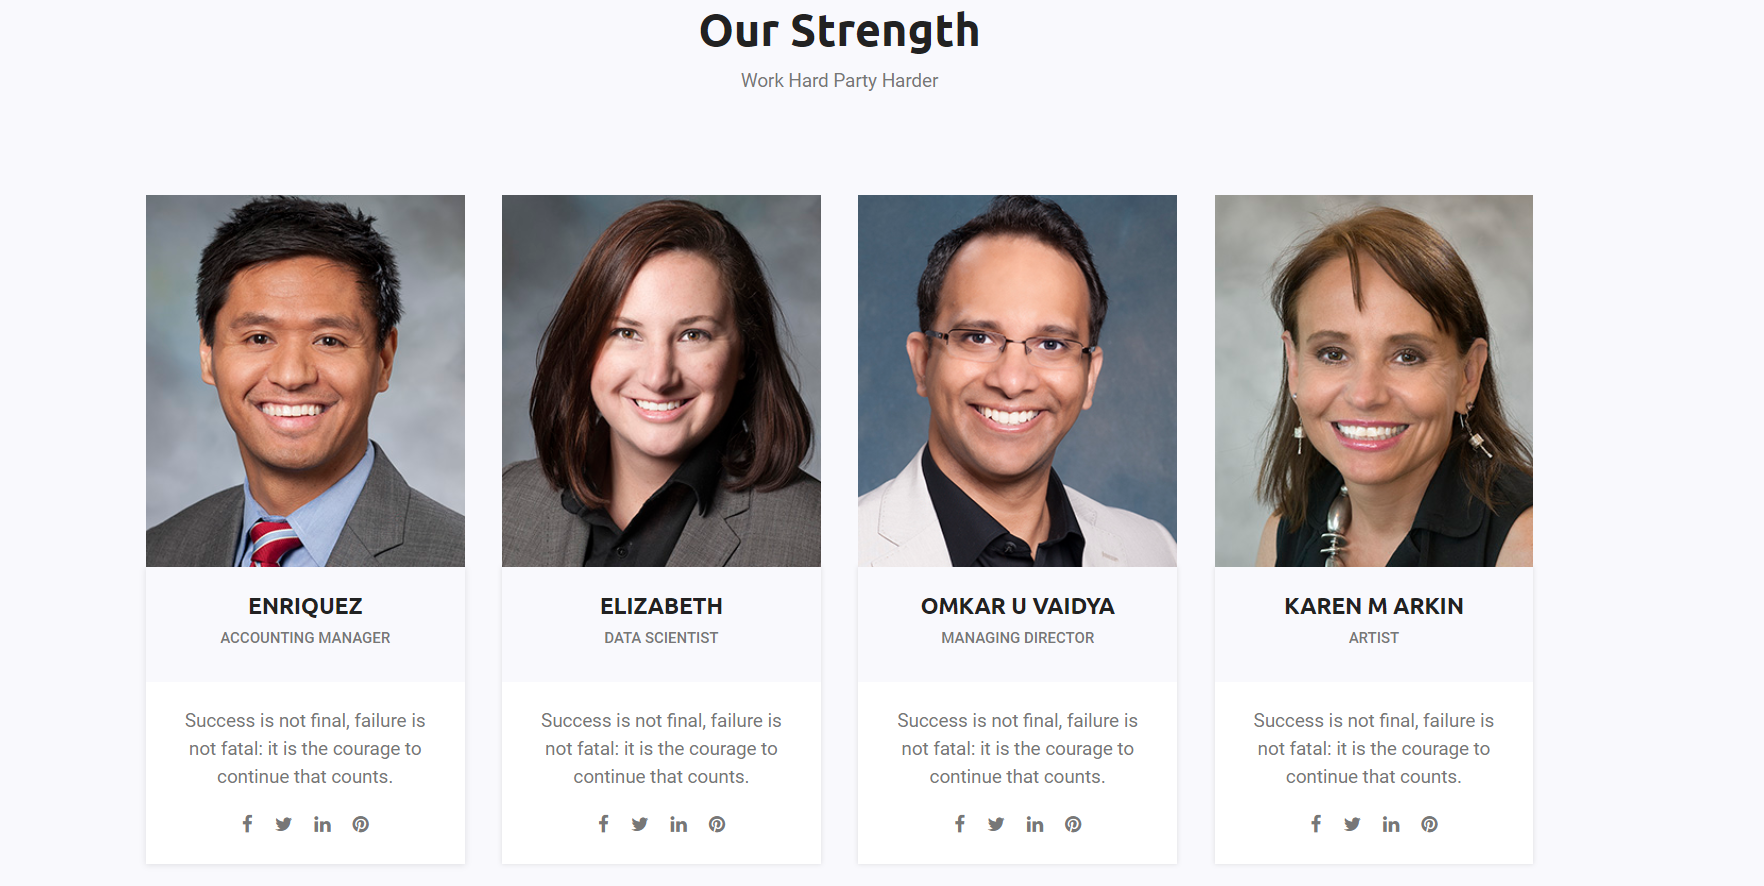 Our Strength
Work Hard Party Harder
ENRIQUEZ
ACCOUNTING MANAGER
Success is not final, failure is
not fatal: it is the courage to
continue that counts.
ELIZABETH
DATA SCIENTIST
Success is not final, failure is
not fatal: it is the courage to
continue that counts.
OMKAR U VAIDYA
MANAGING DIRECTOR
Success is not final, failure is
not fatal: it is the courage to
continue that counts.
KAREN M ARKIN
ARTIST
Success is not final, failure is
not fatal: it is the courage to
continue that counts.